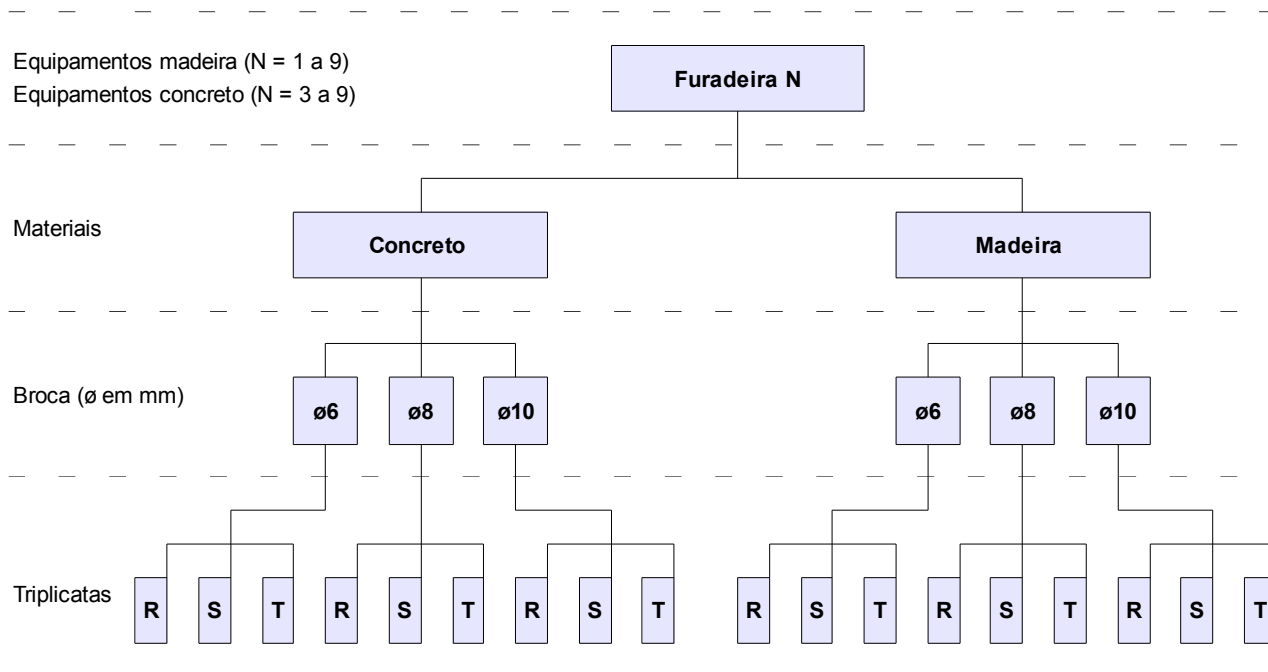 Equipamentos madeira (N = 1 a 9)
Equipamentos concreto (N = 3 a 9)
Furadeira N
Materiais
Concreto
Madeira
Broca (ø em mm)
ø6
ø8
ø10
ø6
ø8
ø10
Triplicatas
R
S
T
R
S
T
R
S
T
R
S
T
R
S
T
R
S
T